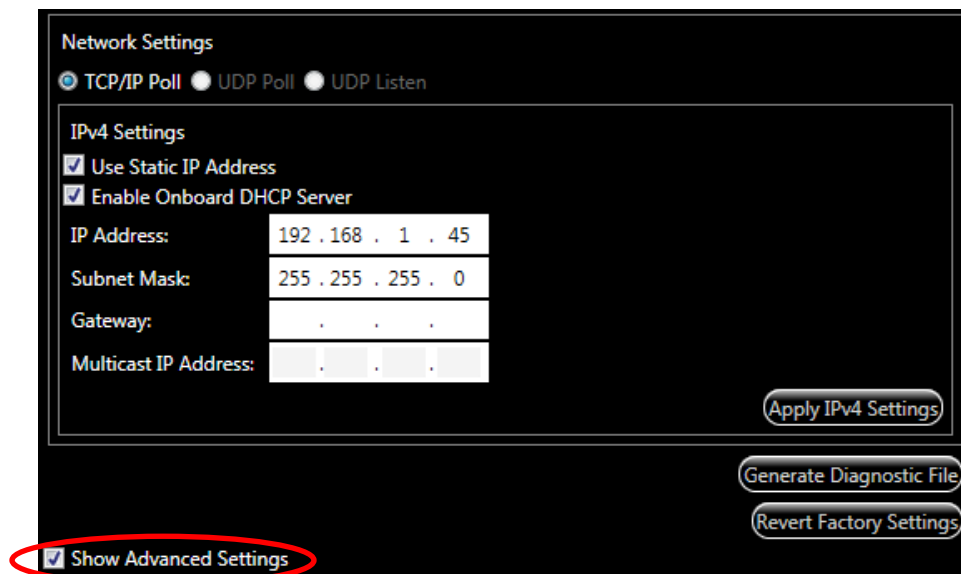 Network Settings
TCP/IP Poll UDP Poll UDP Listen
IPv4 Settings
Use Static IP Address
Enable Onboard DHCP Server
IP Address: 192 . 168 . 1 . 45
Subnet Mask: 255 . 255 . 255 . 0
Gateway: . . .
Multicast IP Address: . . .
Apply IPv4 Settings
Generate Diagnostic File
Revert Factory Settings
Show Advanced Settings